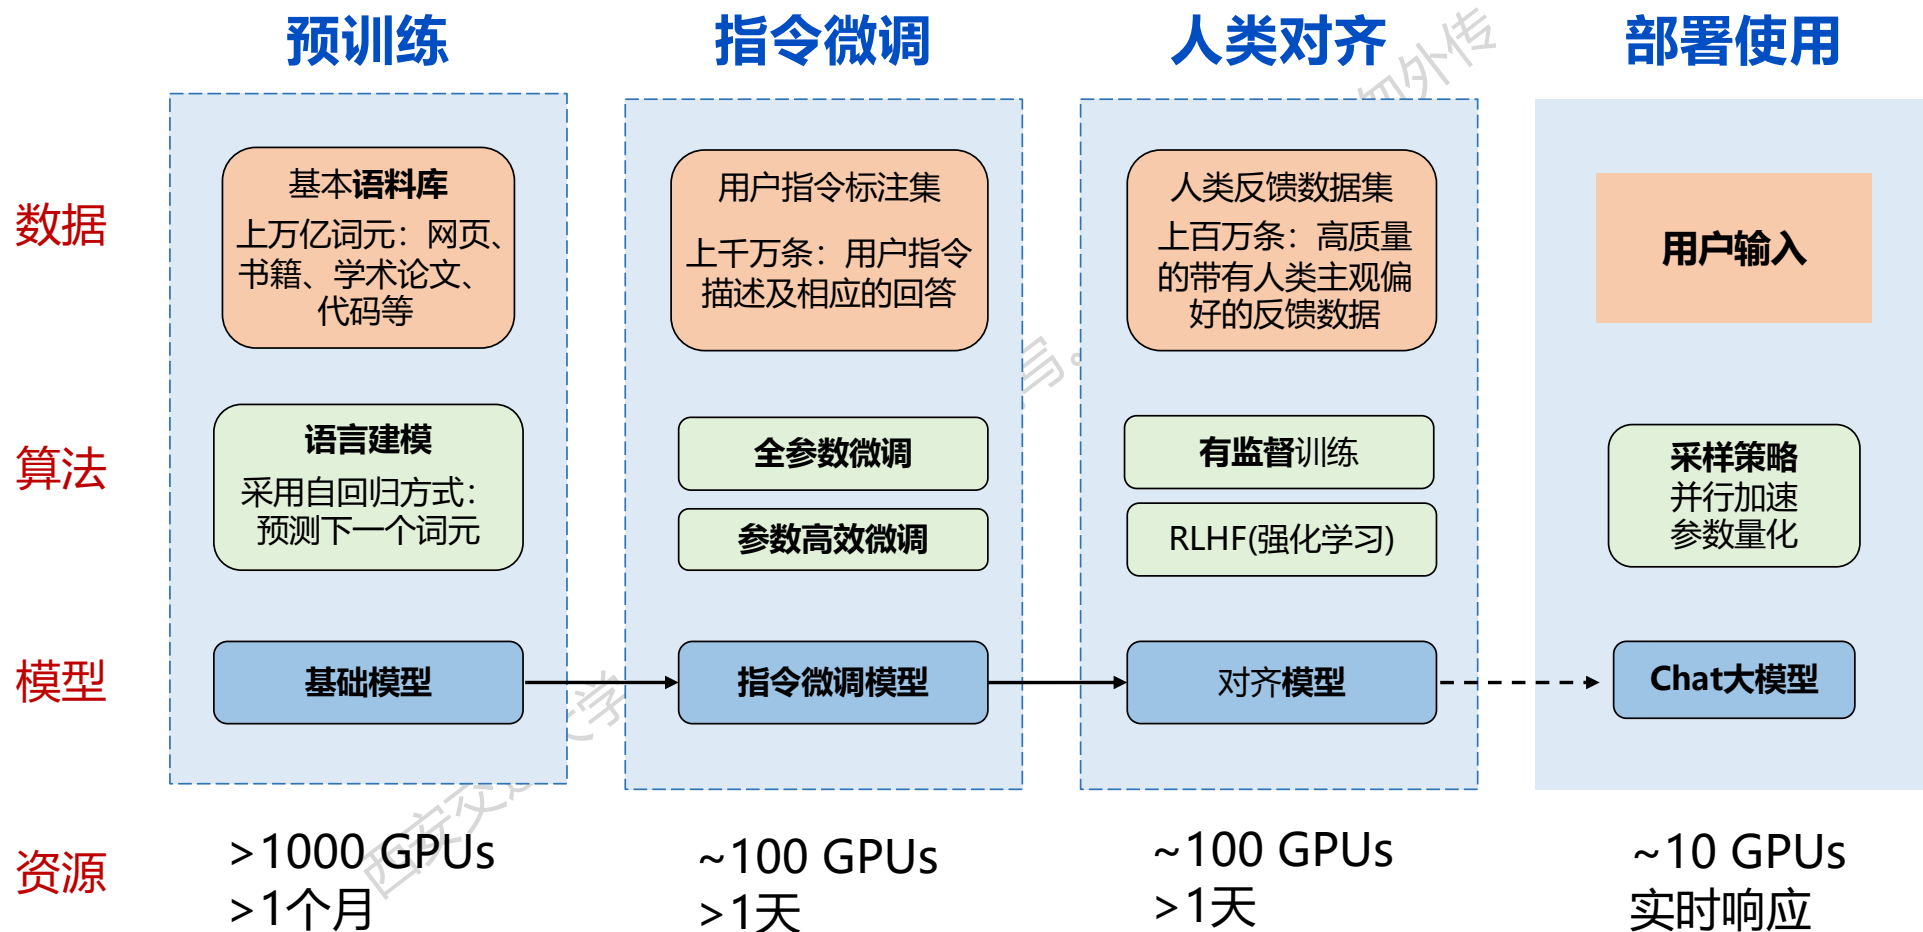 预训练
指令微调
人类对齐
部署使用
数据
基本语料库
上万亿词元：网页、
书籍、学术论文、
代码等
用户指令标注集
上千万条：用户指令
描述及相应的回答
人类反馈数据集
上百万条：高质量
的带有人类主观偏
好的反馈数据
用户输入
算法
语言建模
采用自回归方式：
预测下一个词元
全参数微调
参数高效微调
有监督训练
RLHF(强化学习)
采样策略
并行加速
参数量化
模型
基础模型
指令微调模型
对齐模型
Chat大模型
资源
>1000 GPUs
>1个月
~100 GPUs
>1天
~100 GPUs
>1天
~10 GPUs
实时响应
西安交
学
写。
勿外传